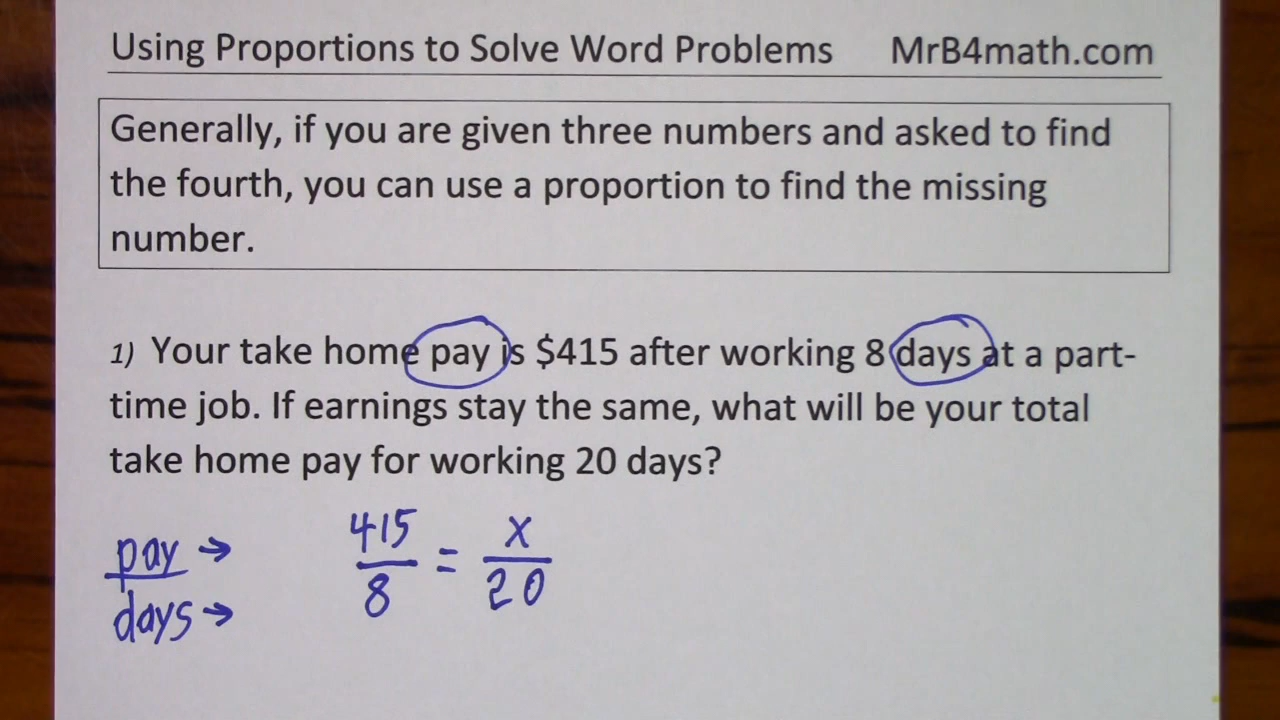 Using Proportions to Solve Word Problems MrB4math.com
Generally, if you are given three numbers and asked to find
the fourth, you can use a proportion to find the missing
number.
1) Your take home pay is $415 after working 8 days at a part-
time job. If earnings stay the same, what will be your total
take home pay for working 20 days?
pay → 415/8 = x/20
days →